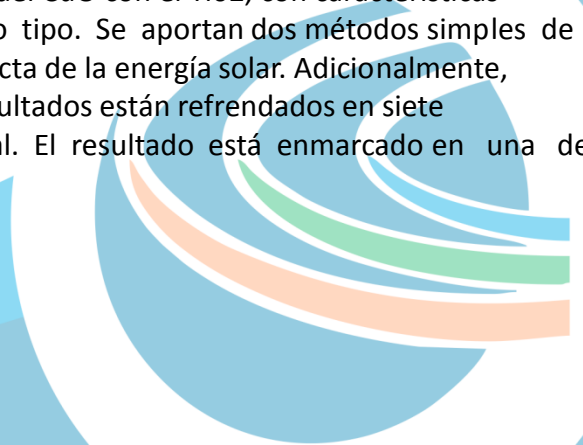 o tipo. Se aportan dos métodos simples de
cta de la energía solar. Adicionalmente,
ultados están refrendados en siete
al. El resultado está enmarcado en una de